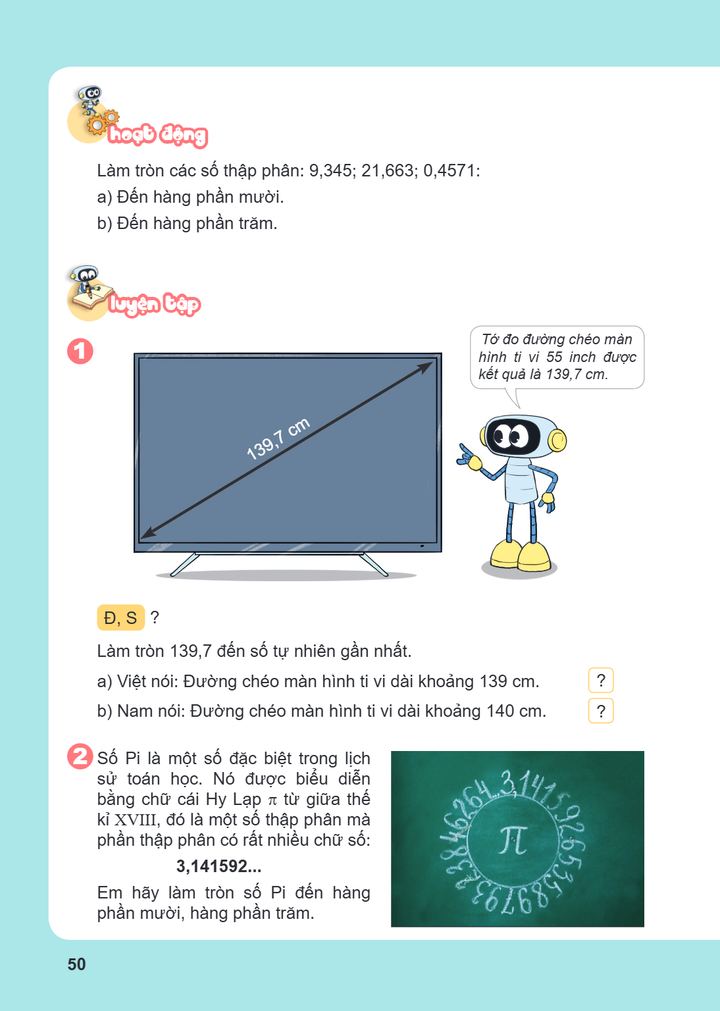 hoạt động
Làm tròn các số thập phân: 9,345; 21,663; 0,4571:
a) Đến hàng phần mười.
b) Đến hàng phần trăm.
luyện tập
1
Tớ đo đường chéo màn
hình ti vi 55 inch được
kết quả là 139,7 cm.
139,7 cm
Đ, S ?
Làm tròn 139,7 đến số tự nhiên gần nhất.
a) Việt nói: Đường chéo màn hình ti vi dài khoảng 139 cm. ?
b) Nam nói: Đường chéo màn hình ti vi dài khoảng 140 cm. ?
2 Số Pi là một số đặc biệt trong lịch
sử toán học. Nó được biểu diễn
bằng chữ cái Hy Lạp π từ giữa thế
kỉ XVIII, đó là một số thập phân mà
phần thập phân có rất nhiều chữ số:
3,141592...
Em hãy làm tròn số Pi đến hàng
phần mười, hàng phần trăm.
3,14159265358979323846264...
π
50